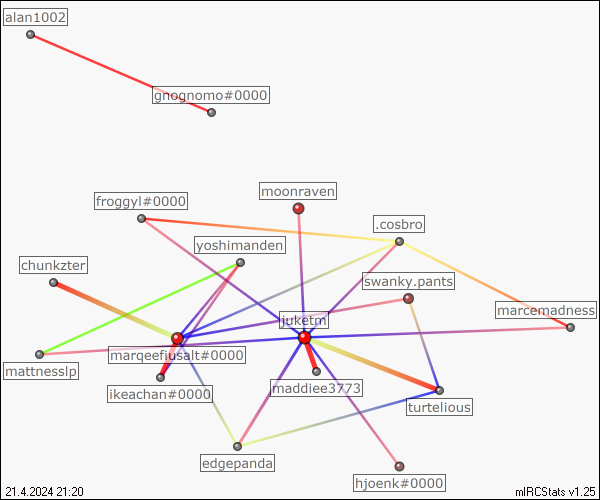 alan1002
gnognomo#0000
moonraven
froggyl#0000
.cosbro
yoshimanden
chunkzter
swanky.pants
marcemadness
juketm
marqeefiusalt#0000
mattnesslp
ikeachan#0000
maddiee3773
turtelious
edgepanda
hjoenk#0000
21.4.2024 21:20
mIRCStats v1.25